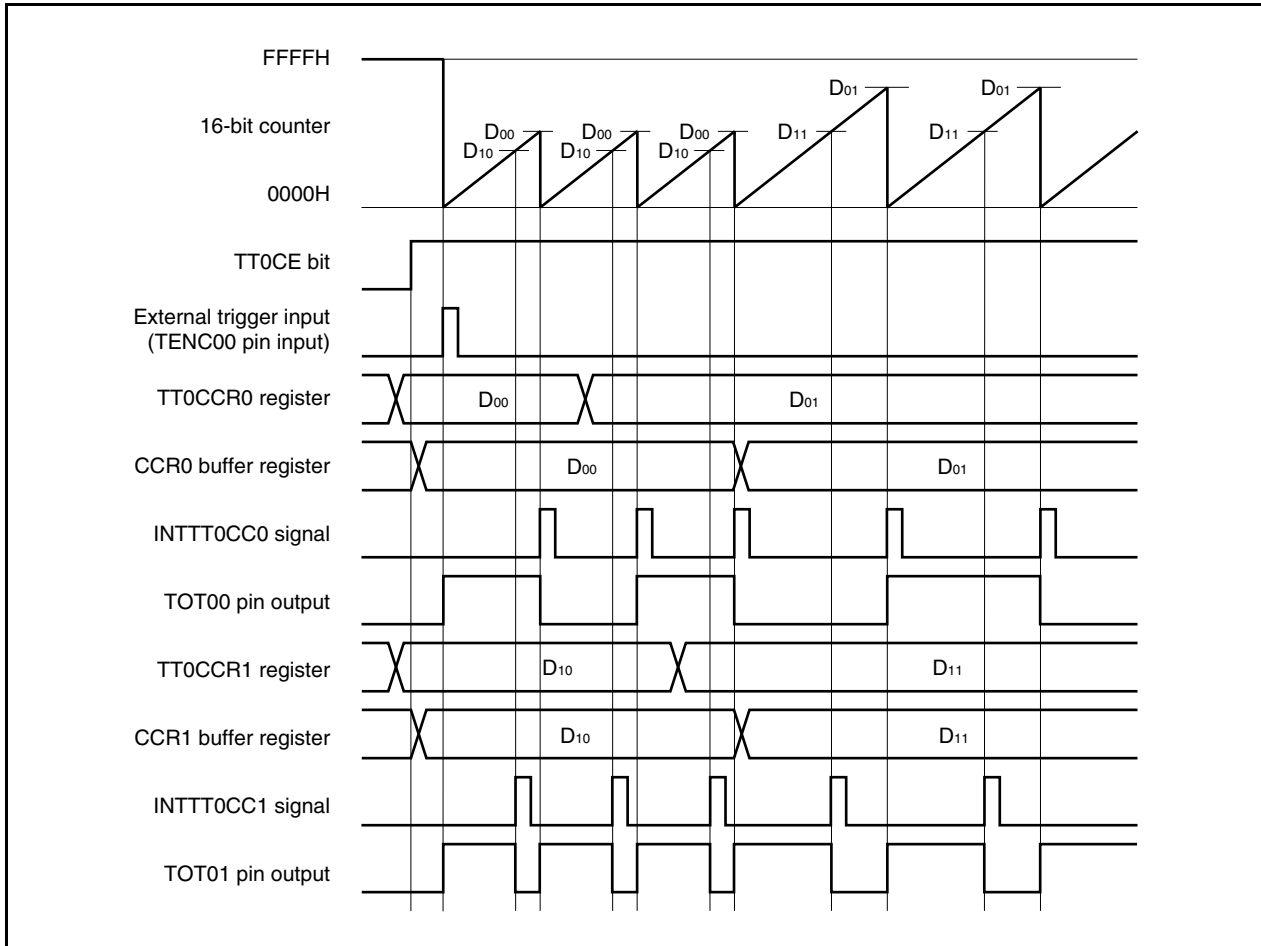 FFFFH
16-bit counter
0000H
D00
D10
D00
D10
D00
D10
D01
D11
D01
D11
TT0CE bit
External trigger input
(TENC00 pin input)
TT0CCR0 register
D00
D01
CCR0 buffer register
D00
D01
INTTT0CC0 signal
TOT00 pin output
TT0CCR1 register
D10
D11
CCR1 buffer register
D10
D11
INTTT0CC1 signal
TOT01 pin output